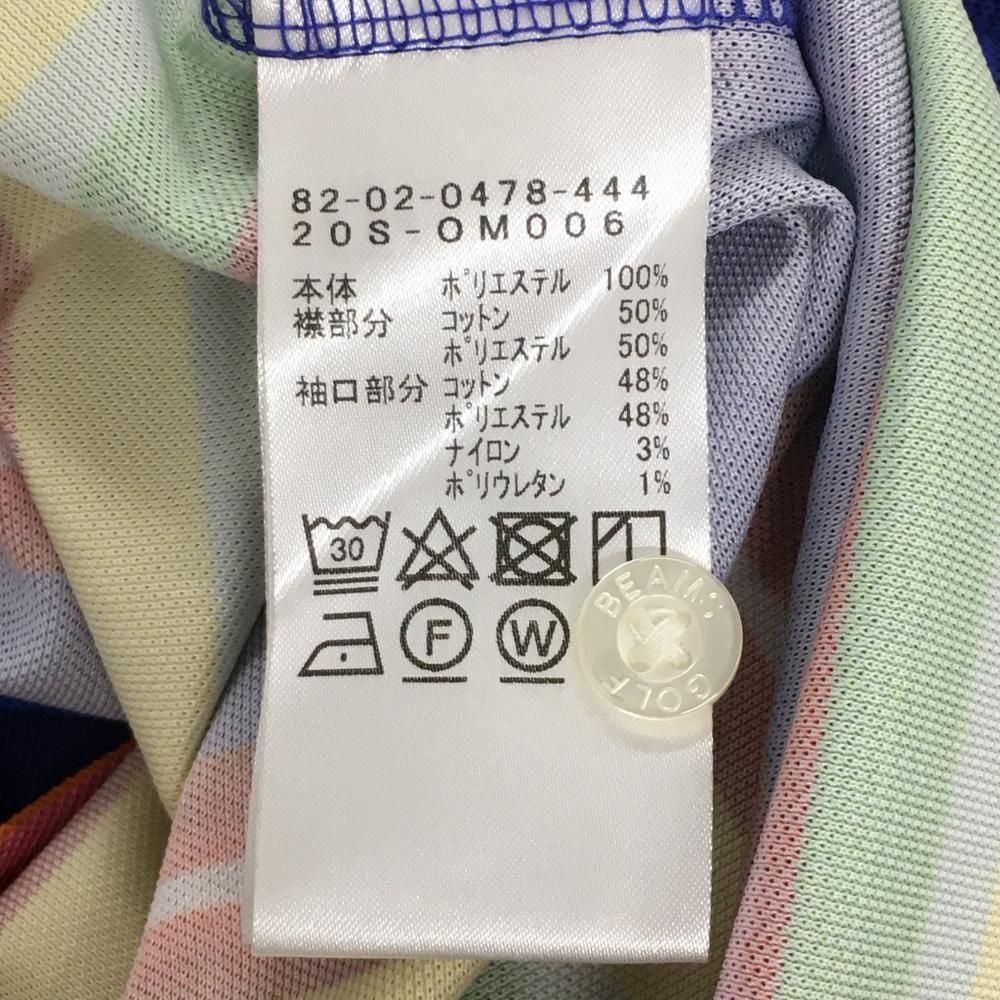 82-02-0478-444
20S-OM006
本体 ポリエステル 100%
襟部分 コットン 50%
ポリエステル 50%
袖口部分 コットン 48%
ポリエステル 48%
ナイロン 3%
ポリウレタン 1%
30
F
W
BEAMS
GOLF